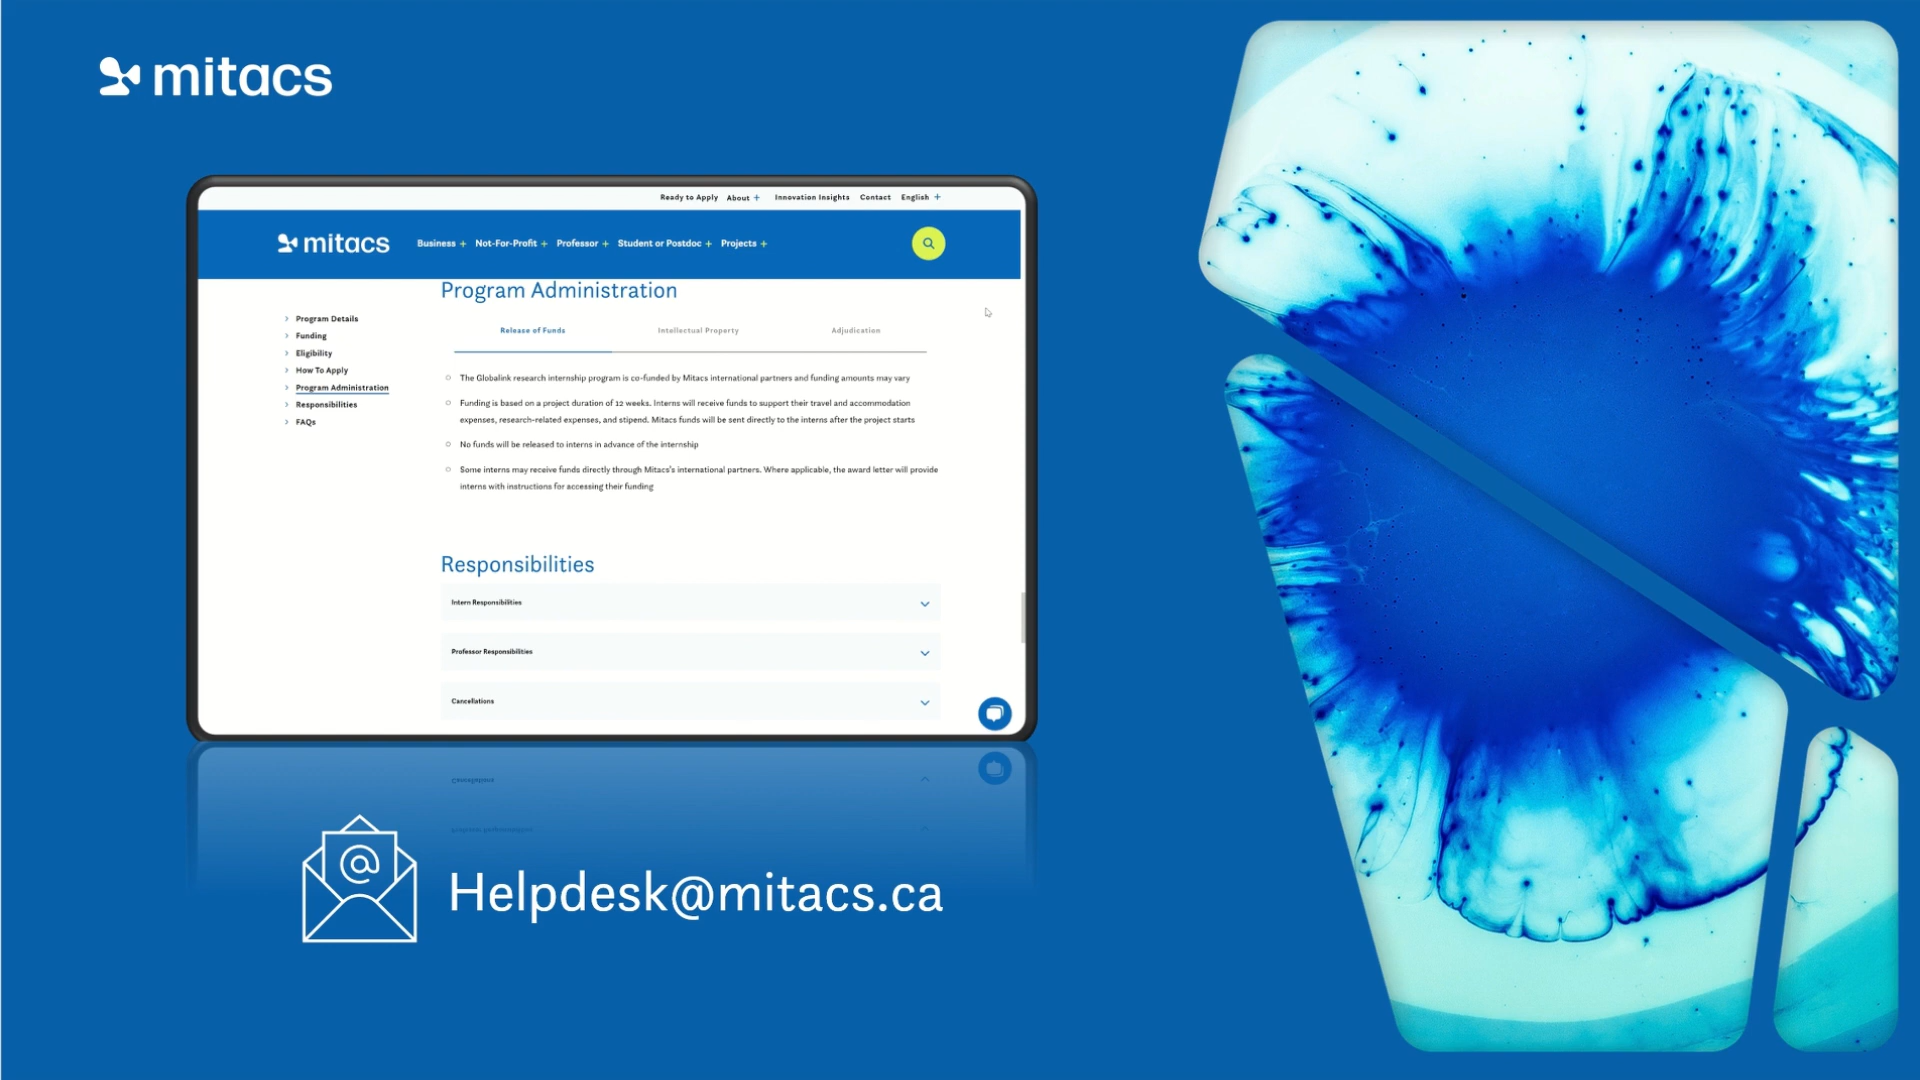 mitacs
Ready to Apply About + Innovation Insights Contact English +
mitacs Business + Not-For-Profit + Professor + Student or Postdoc + Projects +
Program Administration
> Program Details
> Funding
> Eligibility
> How To Apply
> Program Administration
> Responsibilities
> FAQs
Release of Funds Intellectual Property Adjudication
The Globalink research internship program is co-funded by Mitacs international partners and funding amounts may vary
Funding is based on a project duration of 12 weeks. Interns will receive funds to support their travel and accommodation
expenses, research-related expenses, and stipend. Mitacs funds will be sent directly to the interns after the project starts
No funds will be released to interns in advance of the internship
Some interns may receive funds directly through Mitacs's international partners. Where applicable, the award letter will provide
interns with instructions for accessing their funding
Responsibilities
Intern Responsibilities
Professor Responsibilities
Cancellations
@
Helpdesk@mitacs.ca